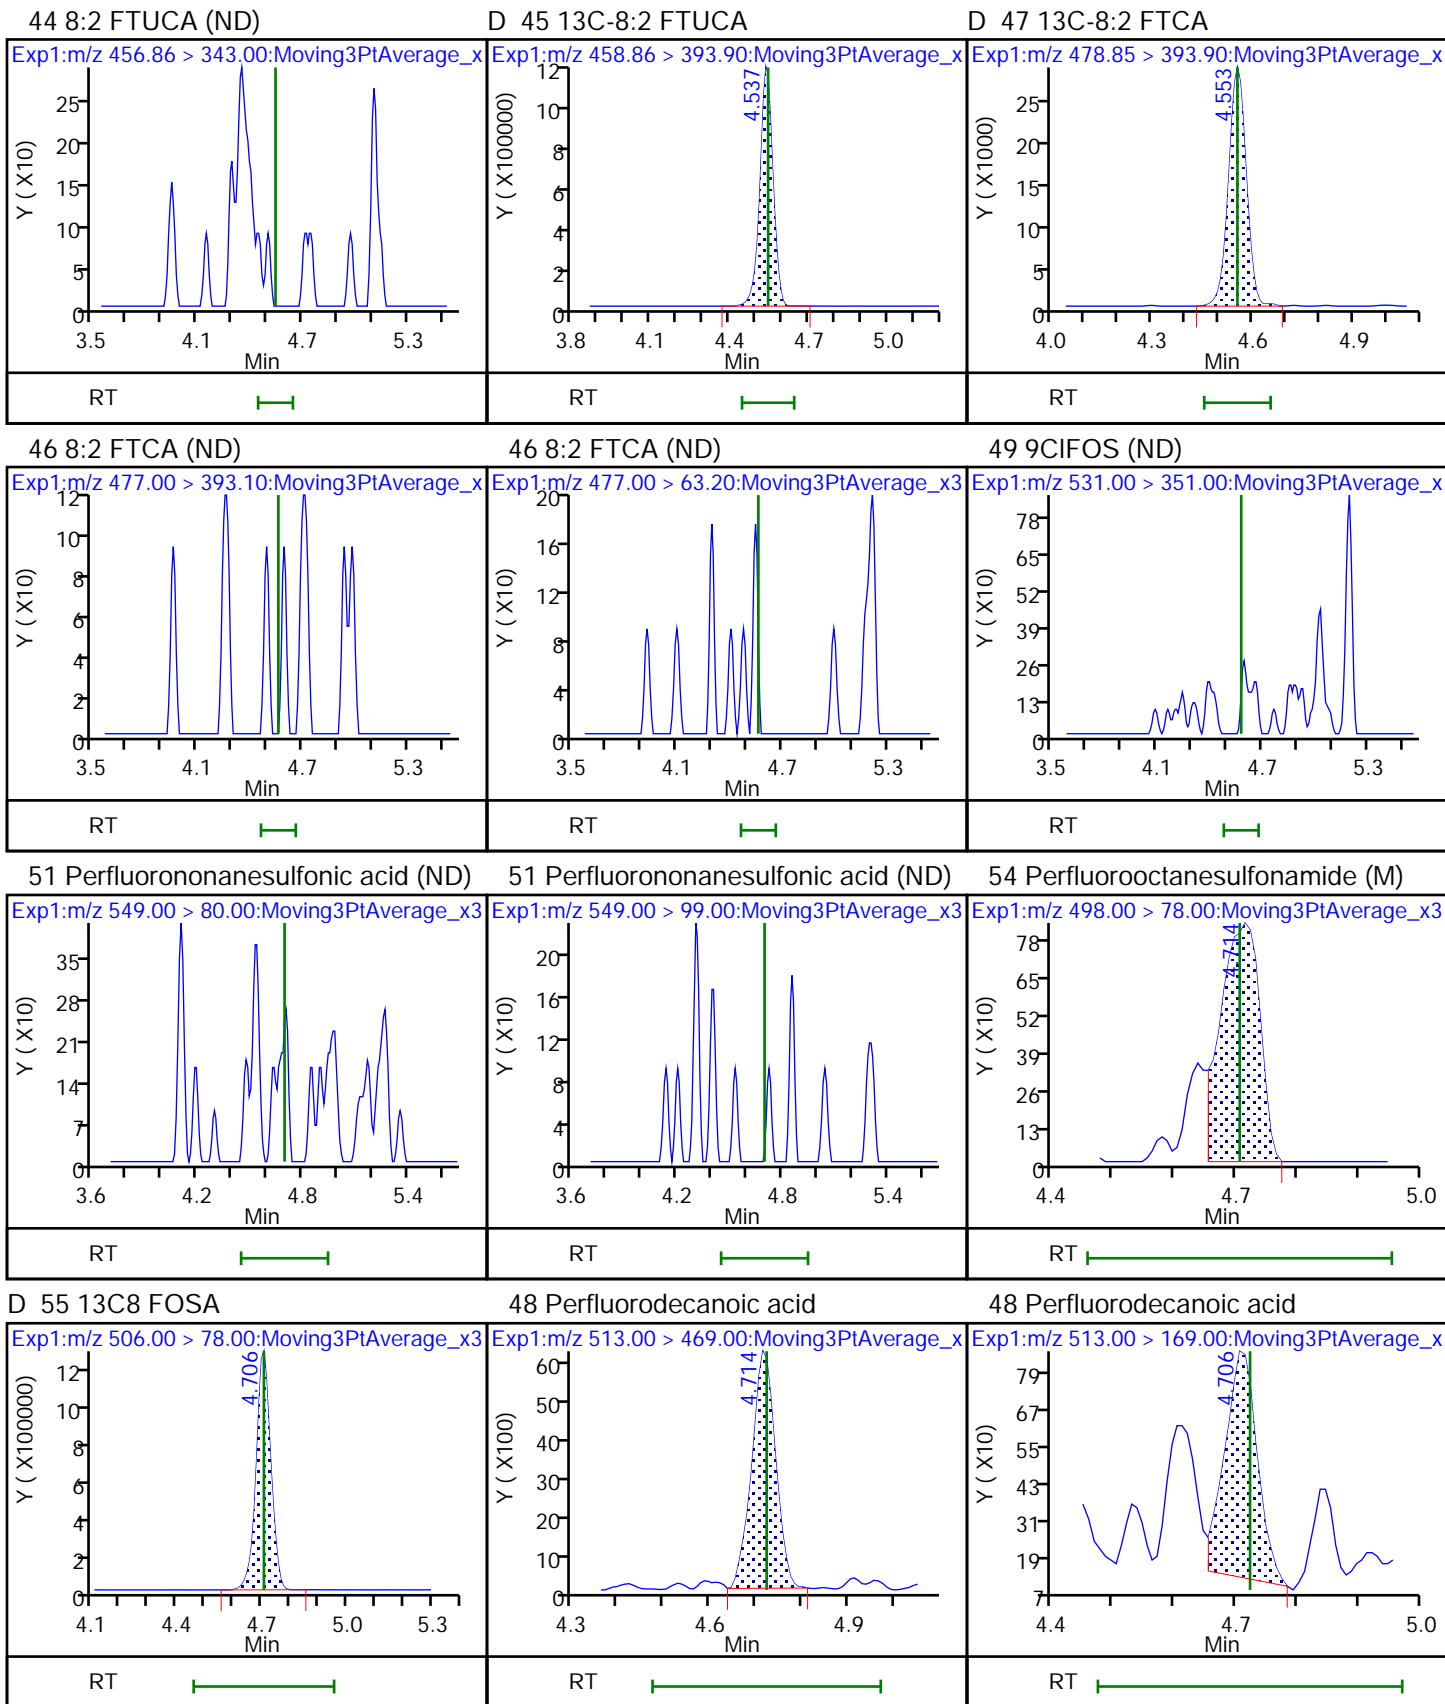 44 8:2 FTUCA (ND)
Exp1:m/z 456.86 > 343.00:Moving3PtAverage_x
Y ( X10)
25
20
15
10
5
0
3.5 4.1 4.7 5.3
Min
RT
D 45 13C-8:2 FTUCA
Exp1:m/z 458.86 > 393.90:Moving3PtAverage_x
4.537
Y ( X100000)
12
10
8
6
4
2
0
3.8 4.1 4.4 4.7 5.0
Min
RT
D 47 13C-8:2 FTCA
Exp1:m/z 478.85 > 393.90:Moving3PtAverage_x
4.553
Y ( X1000)
25
20
15
10
5
0
4.0 4.3 4.6 4.9
Min
RT
46 8:2 FTCA (ND)
Exp1:m/z 477.00 > 393.10:Moving3PtAverage_x
Y ( X10)
12
10
8
6
4
2
0
3.5 4.1 4.7 5.3
Min
RT
46 8:2 FTCA (ND)
Exp1:m/z 477.00 > 63.20:Moving3PtAverage_x3
Y ( X10)
20
16
12
8
4
0
3.5 4.1 4.7 5.3
Min
RT
49 9ClFOS (ND)
Exp1:m/z 531.00 > 351.00:Moving3PtAverage_x
Y ( X10)
78
65
52
39
26
13
0
3.5 4.1 4.7 5.3
Min
RT
51 Perfluorononanesulfonic acid (ND)
Exp1:m/z 549.00 > 80.00:Moving3PtAverage_x3
Y ( X10)
35
28
21
14
7
0
3.6 4.2 4.8 5.4
Min
RT
51 Perfluorononanesulfonic acid (ND)
Exp1:m/z 549.00 > 99.00:Moving3PtAverage_x3
Y ( X10)
20
16
12
8
4
0
3.6 4.2 4.8 5.4
Min
RT
54 Perfluorooctanesulfonamide (M)
Exp1:m/z 498.00 > 78.00:Moving3PtAverage_x3
4.714
Y ( X10)
78
65
52
39
26
13
0
4.4 4.7 5.0
Min
RT
D 55 13C8 FOSA
Exp1:m/z 506.00 > 78.00:Moving3PtAverage_x3
4.706
Y ( X100000)
12
10
8
6
4
2
0
4.1 4.4 4.7 5.0 5.3
Min
RT
48 Perfluorodecanoic acid
Exp1:m/z 513.00 > 469.00:Moving3PtAverage_x
4.714
Y ( X100)
60
50
40
30
20
10
0
4.3 4.6 4.9
Min
RT
48 Perfluorodecanoic acid
Exp1:m/z 513.00 > 169.00:Moving3PtAverage_x
4.706
Y ( X10)
79
67
55
43
31
19
7
4.4 4.7 5.0
Min
RT